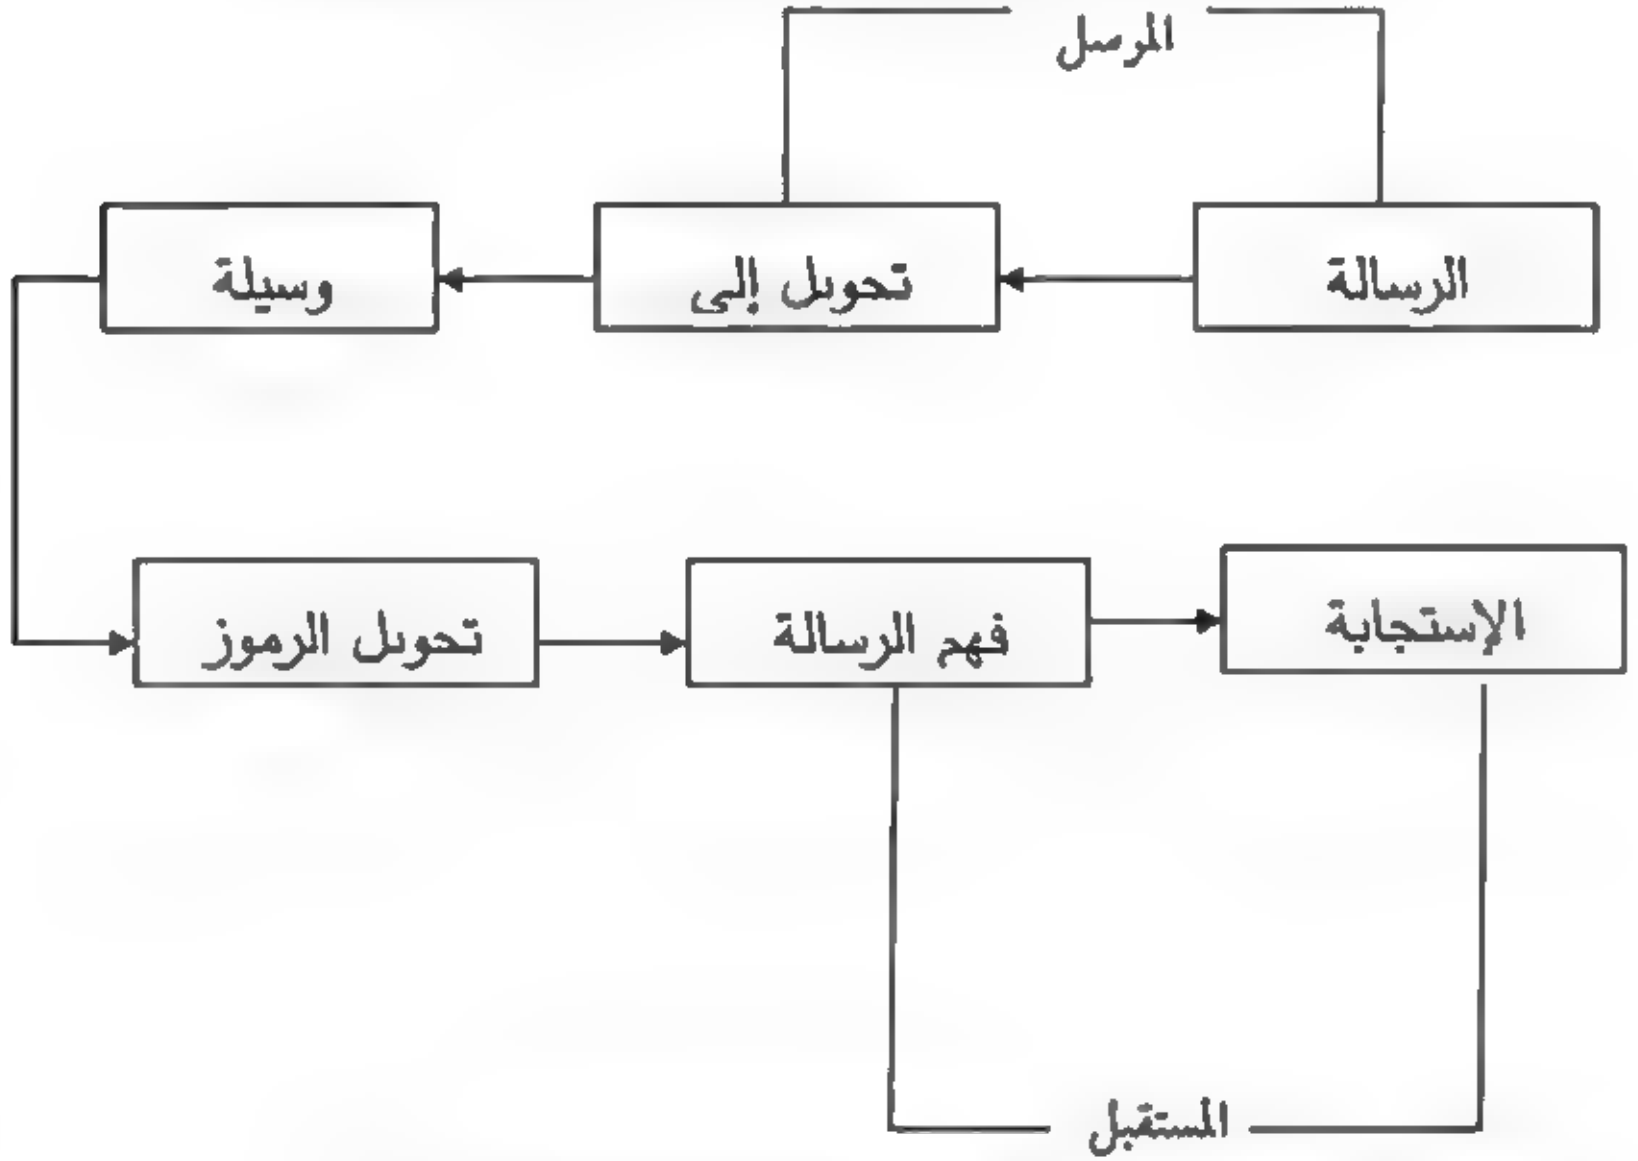 المرسل
الرسالة
تحويل إلى
وسيلة
تحويل الرموز
فهم الرسالة
الإستجابة
المستقبل